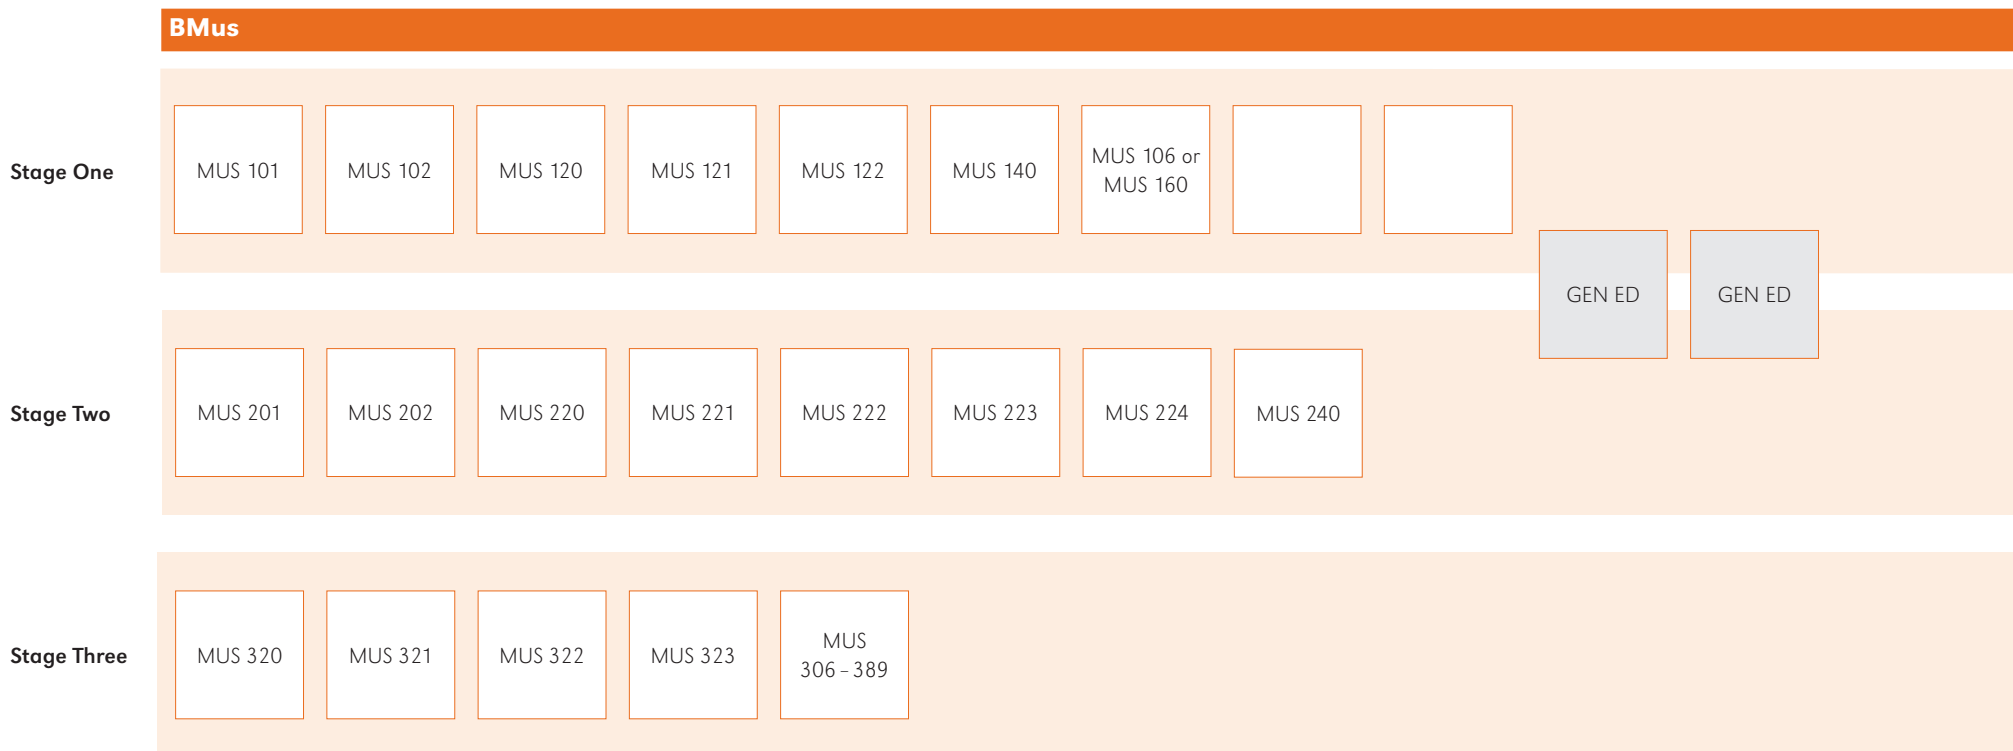 BMus
Stage One
MUS 101
MUS 102
MUS 120
MUS 121
MUS 122
MUS 140
MUS 106 or
MUS 160
GEN ED
GEN ED
Stage Two
MUS 201
MUS 202
MUS 220
MUS 221
MUS 222
MUS 223
MUS 224
MUS 240
Stage Three
MUS 320
MUS 321
MUS 322
MUS 323
MUS
306 – 389